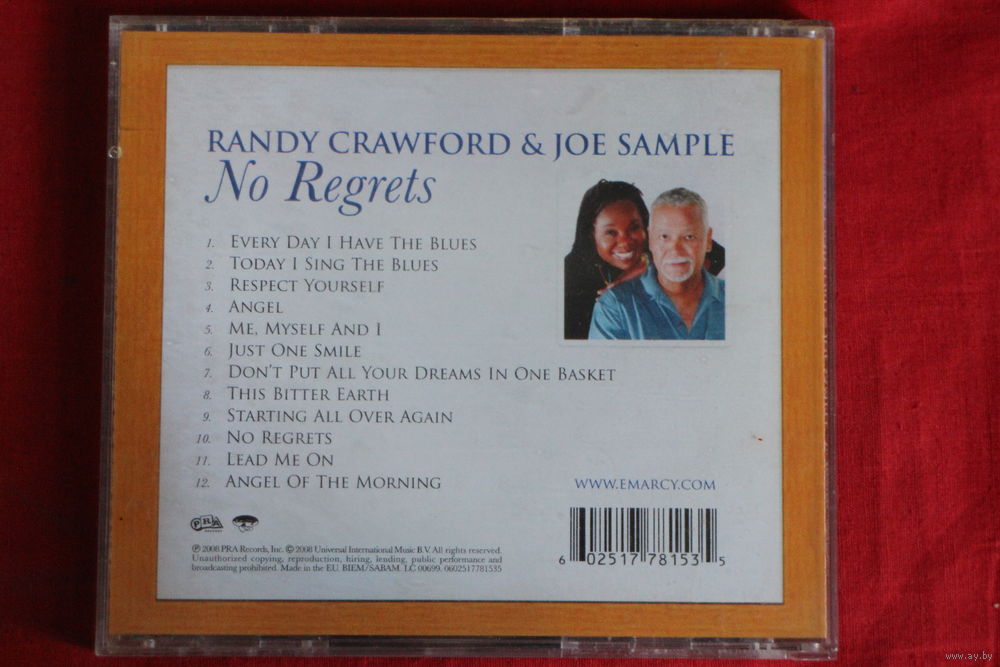 RANDY CRAWFORD & JOE SAMPLE
No Regrets
1. EVERY DAY I HAVE THE BLUES
2. TODAY I SING THE BLUES
3. RESPECT YOURSELF
4. ANGEL
5. ME, MYSELF AND I
6. JUST ONE SMILE
7. DON'T PUT ALL YOUR DREAMS IN ONE BASKET
8. THIS BITTER EARTH
9. STARTING ALL OVER AGAIN
10. NO REGRETS
11. LEAD ME ON
12. ANGEL OF THE MORNING
WWW.EMARCY.COM
PRA
℗ 2008 PRA Records, Inc. © 2008 Universal International Music B.V. All rights reserved.
Unauthorized copying, reproduction, hiring, lending, public performance and
broadcasting prohibited. Made in the EU. BIEM/SABAM. LC 00699. 0602517781535
6 02517 78153 5
www.ay.by